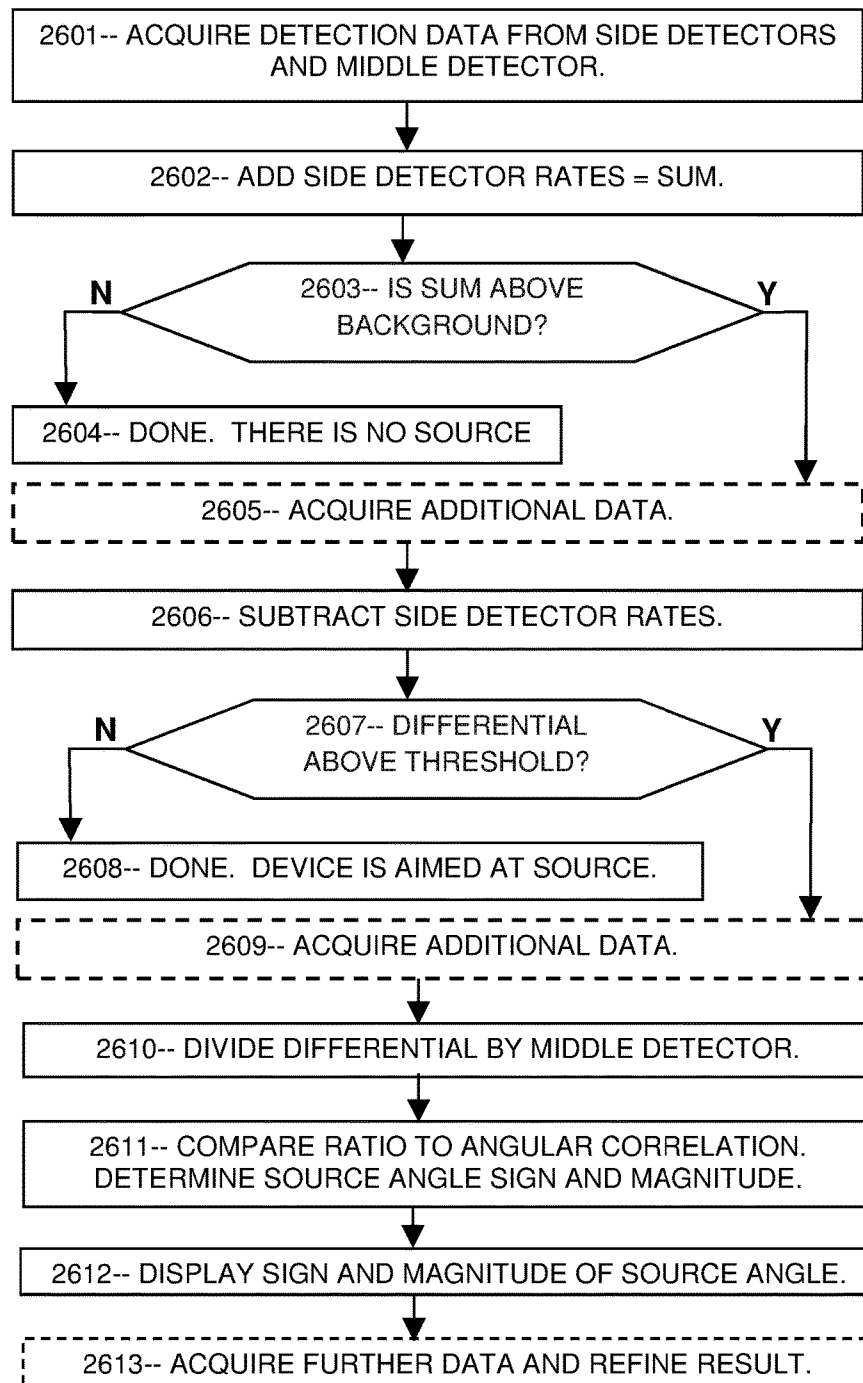 2601-- ACQUIRE DETECTION DATA FROM SIDE DETECTORS
AND MIDDLE DETECTOR.
2602-- ADD SIDE DETECTOR RATES = SUM.
N
2603-- IS SUM ABOVE
BACKGROUND?
Y
2604-- DONE. THERE IS NO SOURCE
2605-- ACQUIRE ADDITIONAL DATA.
2606-- SUBTRACT SIDE DETECTOR RATES.
N
2607-- DIFFERENTIAL
ABOVE THRESHOLD?
Y
2608-- DONE. DEVICE IS AIMED AT SOURCE.
2609-- ACQUIRE ADDITIONAL DATA.
2610-- DIVIDE DIFFERENTIAL BY MIDDLE DETECTOR.
2611-- COMPARE RATIO TO ANGULAR CORRELATION.
DETERMINE SOURCE ANGLE SIGN AND MAGNITUDE.
2612-- DISPLAY SIGN AND MAGNITUDE OF SOURCE ANGLE.
2613-- ACQUIRE FURTHER DATA AND REFINE RESULT.